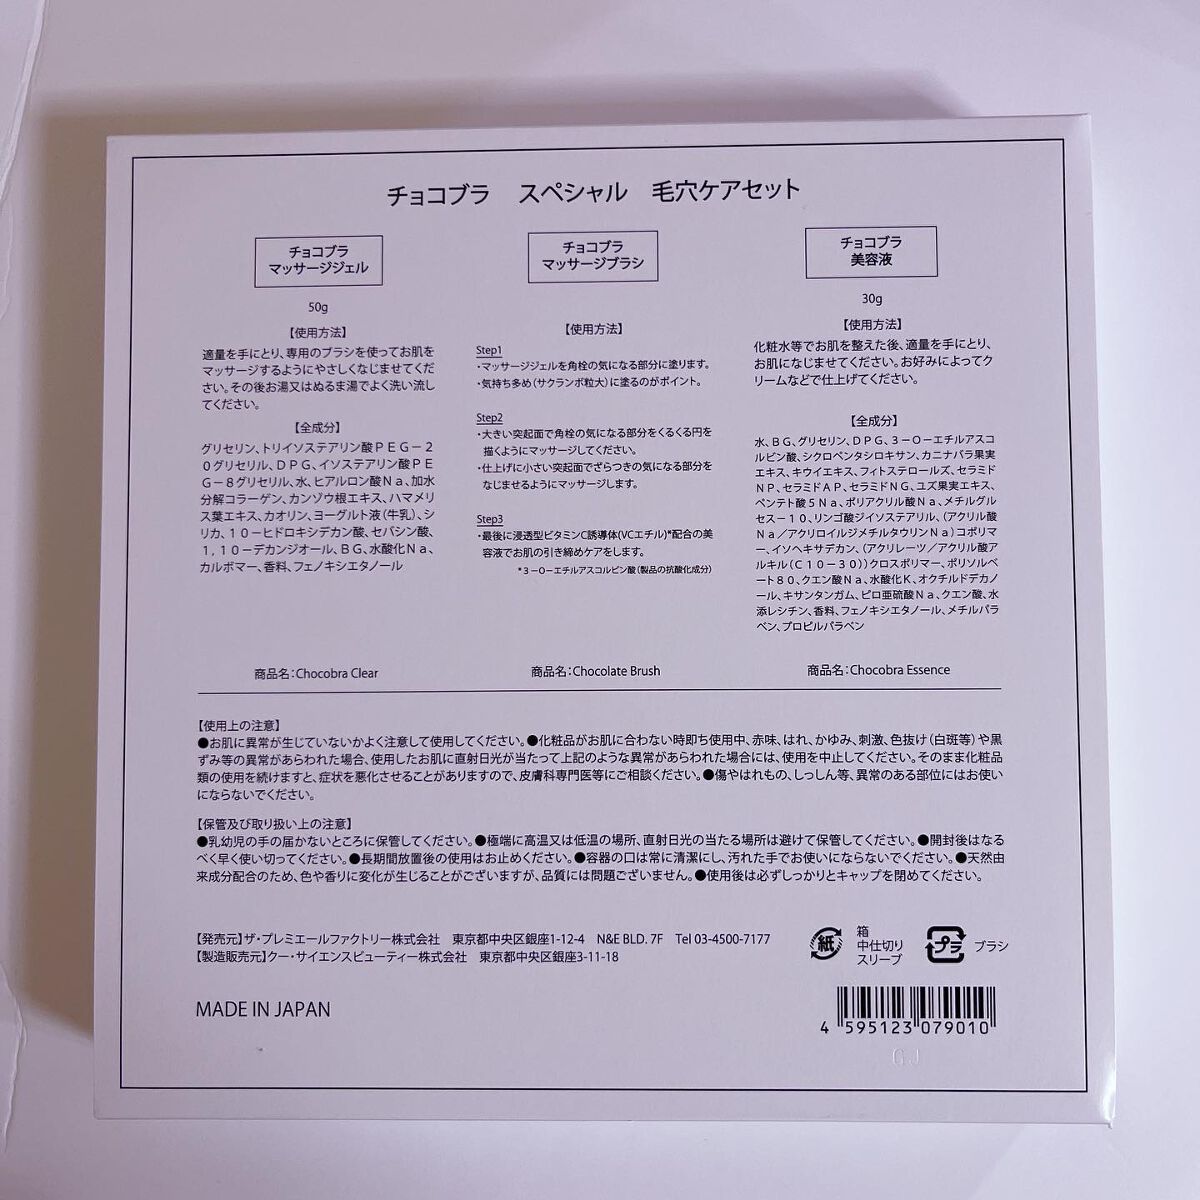 チョコブラ　スペシャル　毛穴ケアセット
チョコブラ
マッサージジェル
50g
【使用方法】
適量を手にとり、専用のブラシを使ってお肌を
マッサージするようにやさしくなじませてくだ
さい。その後お湯又はぬるま湯でよく洗い流し
てください。
【全成分】
グリセリン、トリイソステアリン酸ＰＥＧ－２
０グリセリル、ＤＰＧ、イソステアリン酸ＰＥ
Ｇ－８グリセリル、水、ヒアルロン酸Ｎａ、加水
分解コラーゲン、カンゾウ根エキス、ハマメリ
ス葉エキス、カオリン、ヨーグルト液（牛乳）、シ
リカ、１０－ヒドロキシデカン酸、セバシン酸、
１，１０－デカンジオール、ＢＧ、水酸化Ｎａ、
カルボマー、香料、フェノキシエタノール
商品名：Chocobra Clear
チョコブラ
マッサージブラシ
【使用方法】
Step1
・マッサージジェルを角栓の気になる部分に塗ります。
・気持ち多め（サクランボ粒大）に塗るのがポイント。
Step2
・大きい突起面で角栓の気になる部分をくるくる円を
描くようにマッサージしてください。
・仕上げに小さい突起面でざらつきの気になる部分を
なじませるようにマッサージします。
Step3
・最後に浸透型ビタミンC誘導体(VCエチル)*配合の美
容液でお肌の引き締めケアをします。
*３－Ｏ－エチルアスコルビン酸（製品の抗酸化成分）
商品名：Chocolate Brush
チョコブラ
美容液
30g
【使用方法】
化粧水等でお肌を整えた後、適量を手にとり、
お肌になじませてください。お好みによってク
リームなどで仕上げてください。
【全成分】
水、ＢＧ、グリセリン、ＤＰＧ、３－Ｏ－エチルアスコ
ルビン酸、シクロペンタシロキサン、カニナバラ果実
エキス、キウイエキス、フィトステロールズ、セラミド
ＮＰ、セラミドＡＰ、セラミドＮＧ、ユズ果実エキス、
ペンテト酸５Ｎａ、ポリアクリル酸Ｎａ、メチルグル
セス－１０、リンゴ酸ジイソステアリル、（アクリル酸
Ｎａ／アクリロイルジメチルタウリンＮａ）コポリマ
ー、イソヘキサデカン、（アクリレーツ／アクリル酸
アルキル（Ｃ１０－３０））クロスポリマー、ポリソル
ベート８０、クエン酸Ｎａ、水酸化Ｋ、オクチルドデカノ
ール、キサンタンガム、ピロ亜硫酸Ｎａ、クエン酸、水
添レシチン、香料、フェノキシエタノール、メチルパラ
ベン、プロピルパラベン
商品名：Chocobra Essence
【使用上の注意】
●お肌に異常が生じていないかよく注意して使用してください。●化粧品がお肌に合わない時即ち使用中、赤味、はれ、かゆみ、刺激、色抜け（白斑等）や黒
ずみ等の異常があらわれた場合、使用したお肌に直射日光が当たって上記のような異常があらわれた場合には、使用を中止してください。そのまま化粧品
類の使用を続けますと、症状を悪化させることがありますので、皮膚科専門医等にご相談ください。●傷やはれもの、しっしん等、異常のある部位にはお使い
にならないでください。
【保管及び取り扱い上の注意】
●乳幼児の手の届かないところに保管してください。●極端に高温又は低温の場所、直射日光の当たる場所は避けて保管してください。●開封後はなる
べく早く使い切ってください。●長期間放置後の使用はお止めください。●容器の口は常に清潔にし、汚れた手でお使いにならないでください。●天然由
来成分配合のため、色や香りに変化が生じることがございますが、品質には問題ございません。●使用後は必ずしっかりとキャップを閉めてください。
【発売元】ザ・プレミエールファクトリー株式会社　東京都中央区銀座1-12-4　N&E BLD. 7F　Tel 03-4500-7177
【製造販売元】クー・サイエンスビューティー株式会社　東京都中央区銀座3-11-18
紙
箱
中仕切り
スリーブ
プラ
ブラシ
MADE IN JAPAN
4 595123 079010
GJ